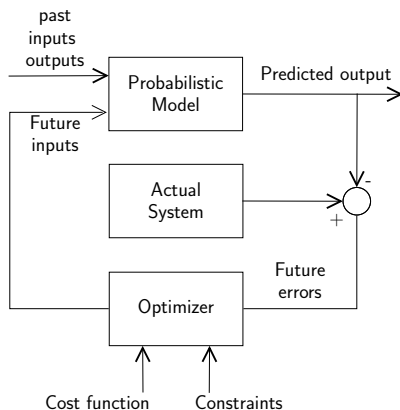 past
inputs
outputs
Probabilistic
Model
Predicted output
Future
inputs
-
Actual
System
+
Future
errors
Optimizer
Cost function
Constraints